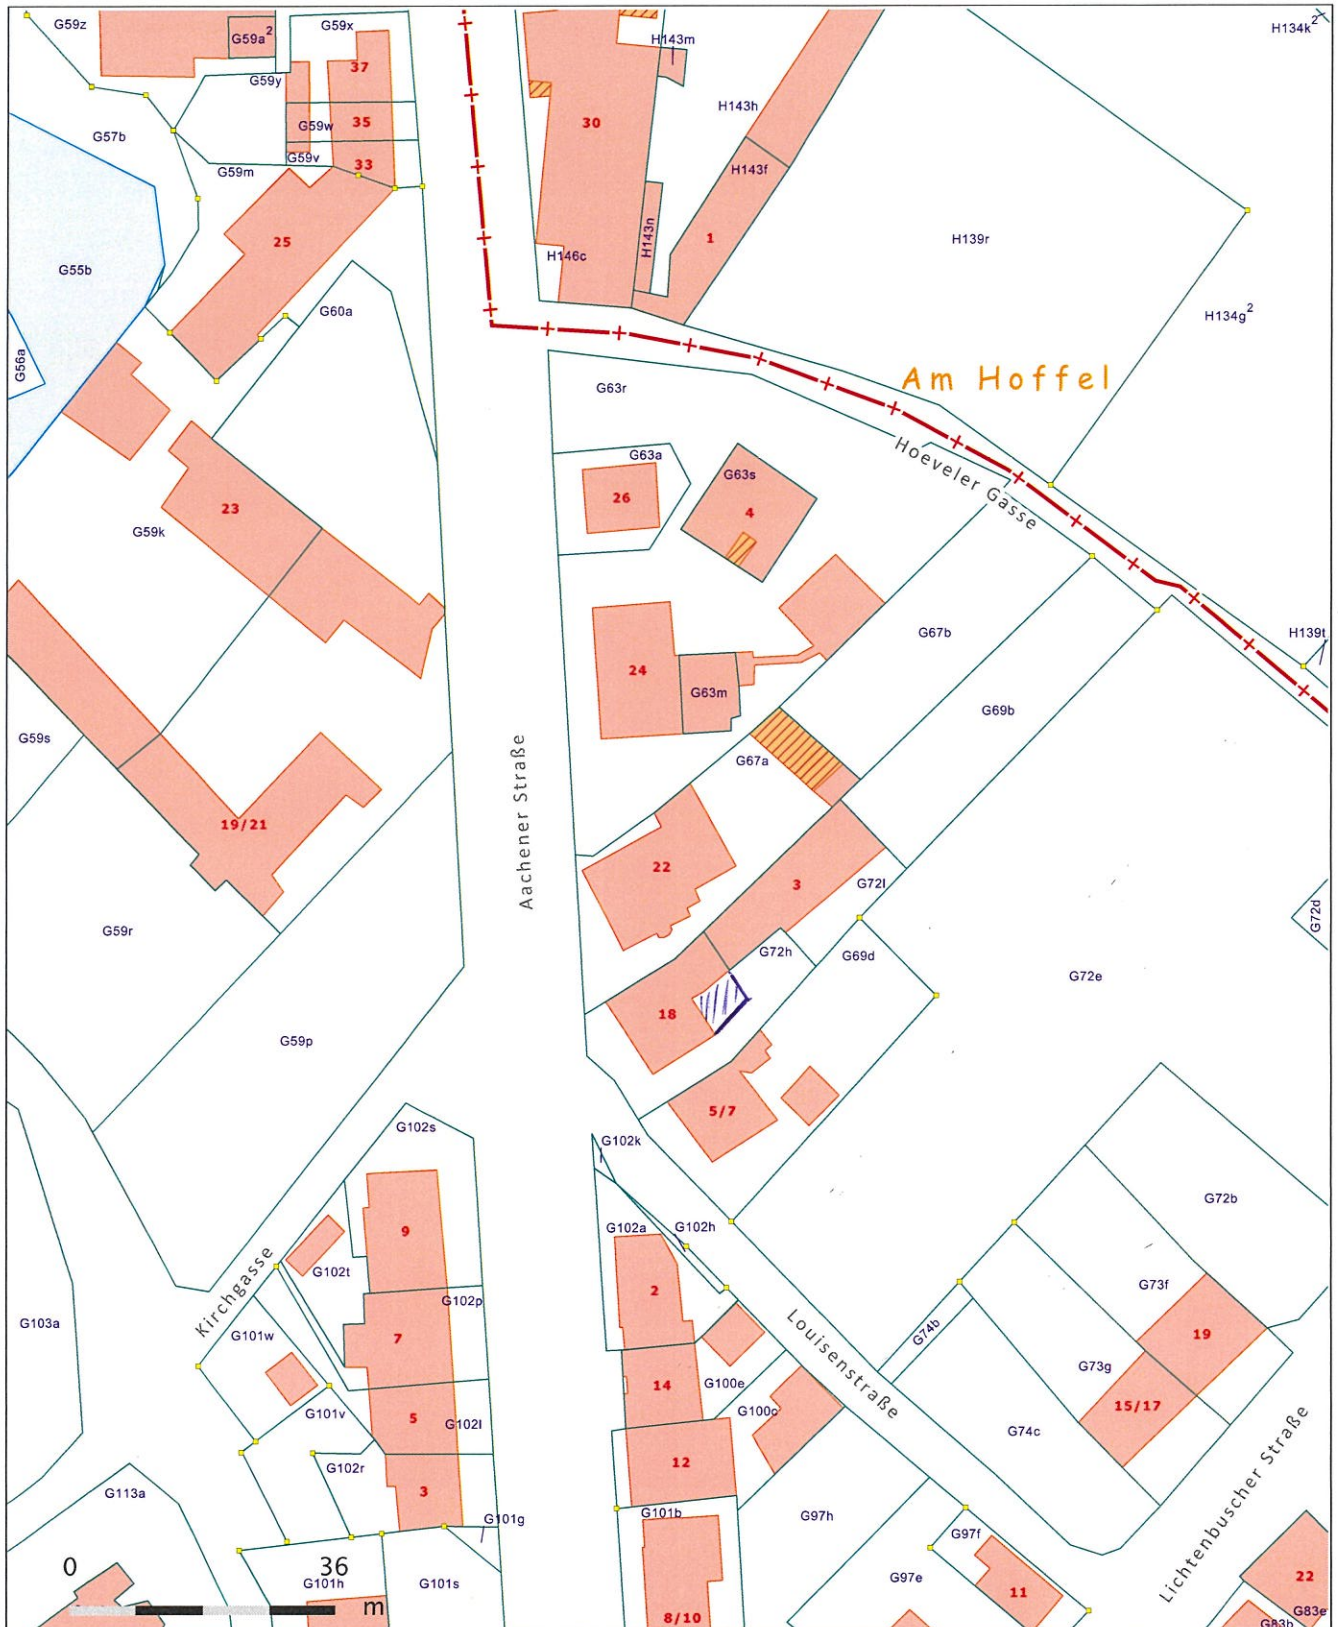 G59z
G59a²
G59x
H143m
H134k²
37
G59y
H143h
30
35
G59w
G57b
G59v
33
G59m
H143f
25
H143n
1
H139r
H146c
G55b
G60a
H134g²
G56a
Am Hoffel
G63r
Hoeveler Gasse
G63a
G63s
26
4
23
G59k
G67b
H139t
24
G63m
G69b
G59s
G67a
Aachener Straße
19/21
22
3
G72l
G72d
G59r
G72h
G69d
G72e
18
G59p
5/7
G102s
G102k
G72b
9
G102a
G102h
G102t
G73f
2
G102p
Kirchgasse
G103a
G101w
7
Louisenstraße
G74b
19
G73g
14
G100e
G101v
5
G102l
G100c
15/17
G74c
12
G102r
3
G113a
G101g
G101b
G97h
Lichtenbuscher Straße
G97f
0
36
m
G101h
G101s
G97e
11
22
8/10
G83e
G83b